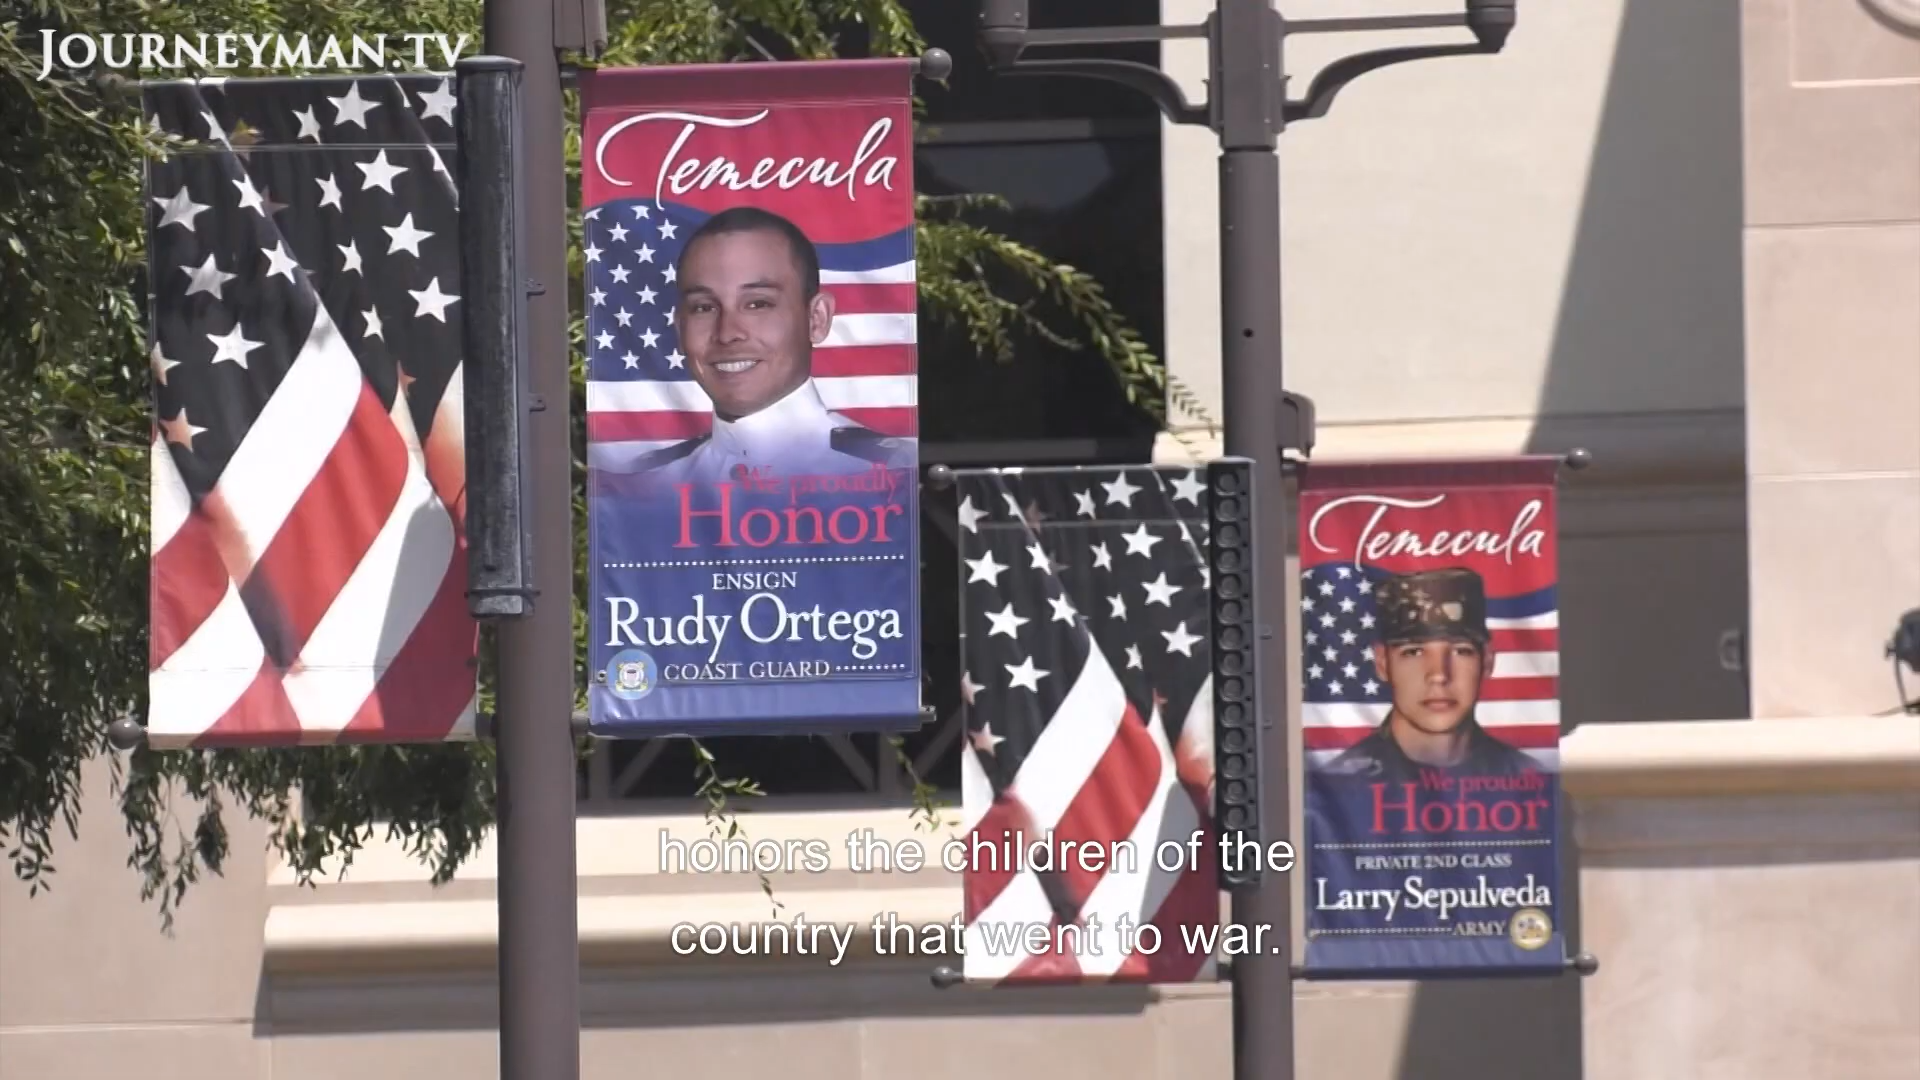 JOURNEYMAN.TV
Temecula
We proudly
Honor
ENSIGN
Rudy Ortega
COAST GUARD
Temecula
We proudly
Honor
PRIVATE 2ND CLASS
Larry Sepulveda
ARMY
honors the children of the
country that went to war.